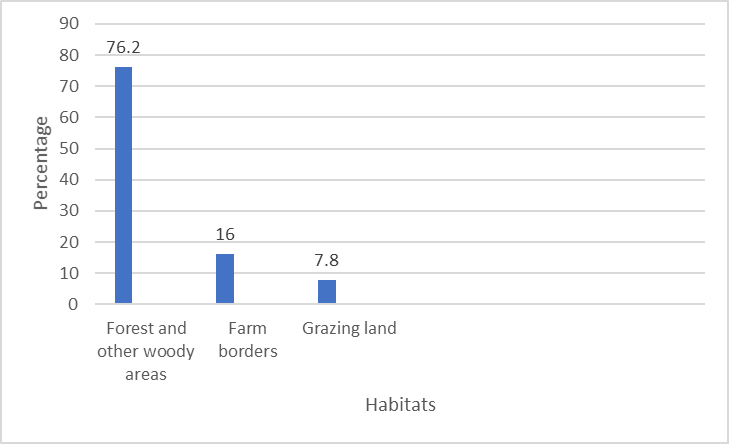 90
80
70
60
50
40
30
20
10
0
Percentage
76.2
16
7.8
Forest and
other woody
areas
Farm
borders
Grazing land
Habitats